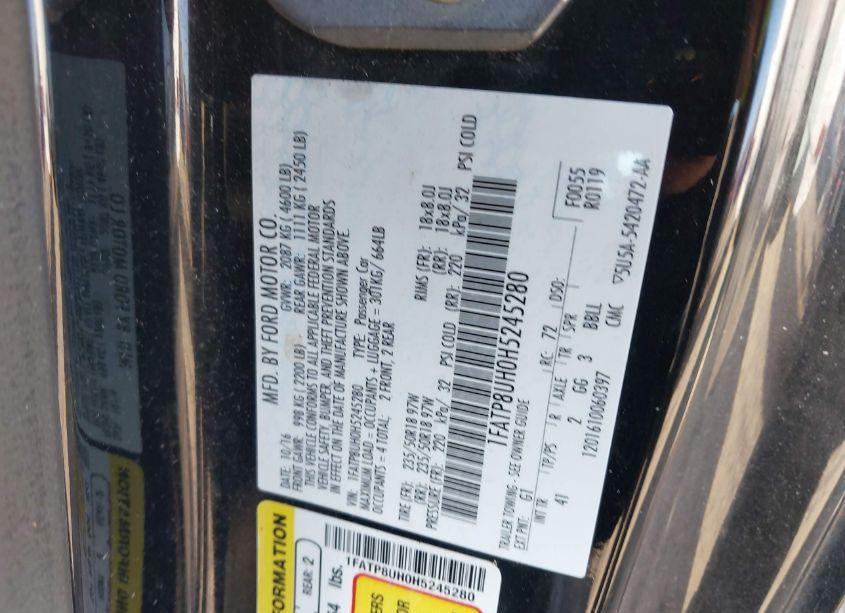 MFD. BY FORD MOTOR CO.
DATE: 10/16 GVWR: 2087 KG ( 4600 LB)
FRONT GAWR: 998 KG ( 2200 LB) REAR GAWR: 1111 KG ( 2450 LB)
THIS VEHICLE CONFORMS TO ALL APPLICABLE FEDERAL MOTOR
VEHICLE SAFETY, BUMPER, AND THEFT PREVENTION STANDARDS
IN EFFECT ON THE DATE OF MANUFACTURE SHOWN ABOVE.
VIN: 1FATP8UH0H5245280 TYPE: Passenger Car
MAXIMUM LOAD = OCCUPANTS + LUGGAGE = 301KG/ 664LB
OCCUPANTS = 4 TOTAL: 2 FRONT, 2 REAR
TIRE (FR): 235/50R18 97W RIMS (FR): 18x8.0J
(RR): 235/50R18 97W (RR): 18x8.0J
PRESSURE (FR): 220 kPa/ 32 PSI COLD (RR): 220 kPa/ 32 PSI COLD
1FATP8UH0H5245280
TRAILER TOWING - SEE OWNER GUIDE
EXT PNT: G1 RC: 72 DSO: F0055
INT TR TP/PS R AXLE TR SPR R0119
41 2 GG 3 BBLL
1201610060397 CMC 5U5A-5420472-AA
REAR: 2
lbs.
1FATP8UH0H5245280